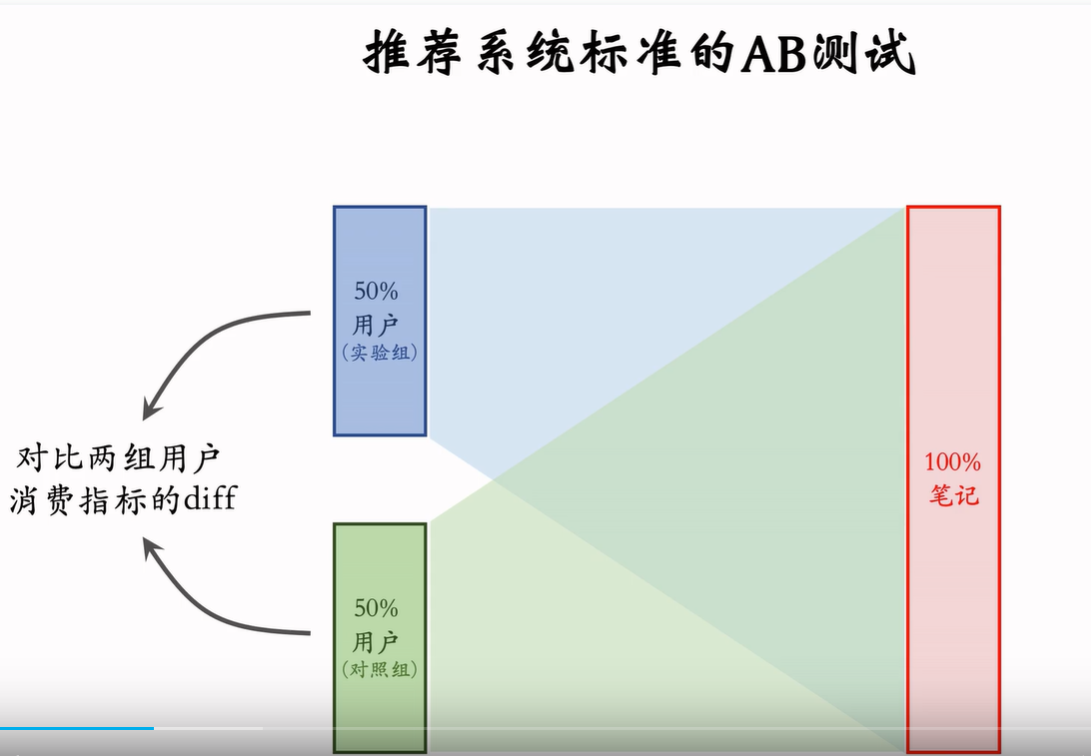 推荐系统标准的AB测试
50%
用户
(实验组)
对比两组用户
消费指标的diff
100%
笔记
50%
用户
(对照组)